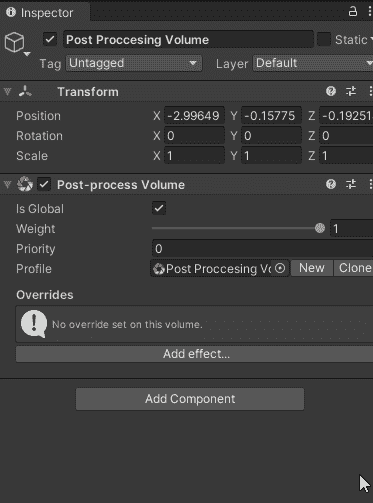 Inspector
Post Proccesing Volume Static
Tag Untagged Layer Default
Transform
Position X -2.99649 Y -0.15775 Z -0.19251
Rotation X 0 Y 0 Z 0
Scale X 1 Y 1 Z 1
Post-process Volume
Is Global
Weight 1
Priority 0
Profile Post Proccesing Vo New Clone
Overrides
No override set on this volume.
Add effect...
Add Component